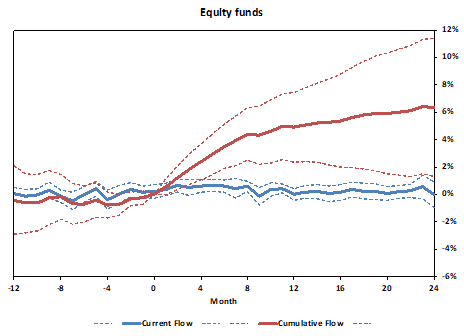 Equity funds
12%
10%
8%
6%
4%
2%
0%
-2%
-4%
-6%
-12 -8 -4 0 4 8 12 16 20 24
Month
Current Flow Cumulative Flow